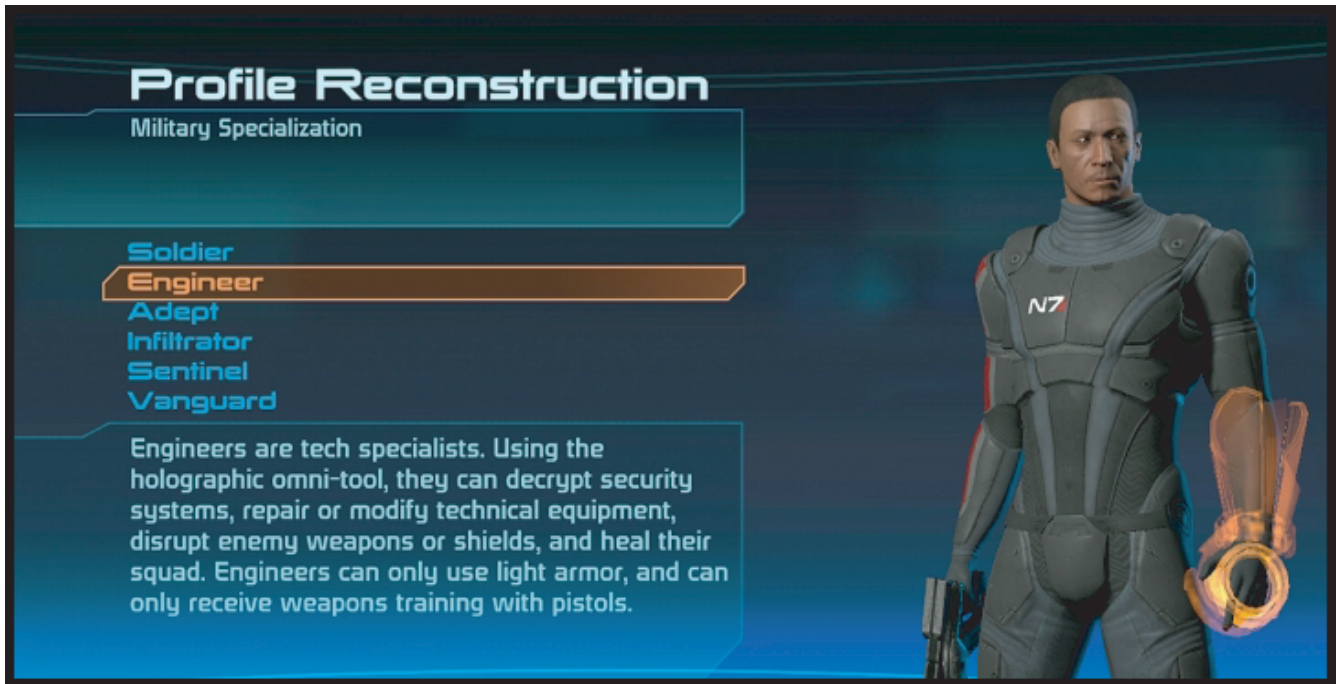 Profile Reconstruction
Military Specialization
Soldier
Engineer
Adept
Infiltrator
Sentinel
Vanguard
Engineers are tech specialists. Using the
holographic omni-tool, they can decrypt security
systems, repair or modify technical equipment,
disrupt enemy weapons or shields, and heal their
squad. Engineers can only use light armor, and can
only receive weapons training with pistols.
N7